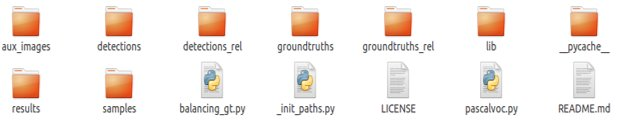 aux_images detections detections_rel groundtruths groundtruths_rel lib __pycache__
results samples balancing_gt.py _init_paths.py LICENSE pascalvoc.py README.md